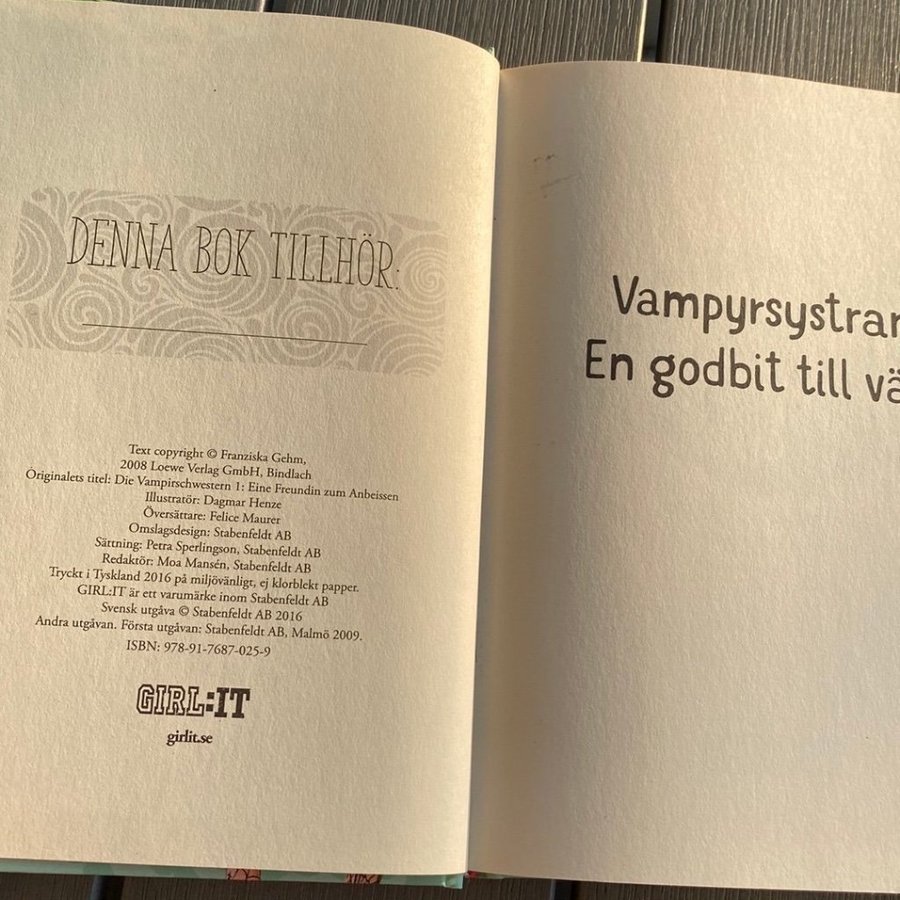 DENNA BOK TILLHÖR:
Text copyright © Franziska Gehm,
2008 Loewe Verlag GmbH, Bindlach
Originalets titel: Die Vampirschwestern 1: Eine Freundin zum Anbeissen
Illustratör: Dagmar Henze
Översättare: Felice Maurer
Omslagsdesign: Stabenfeldt AB
Sättning: Petra Sperlingson, Stabenfeldt AB
Redaktör: Moa Mansén, Stabenfeldt AB
Tryckt i Tyskland 2016 på miljövänligt, ej klorblekt papper.
GIRL:IT är ett varumärke inom Stabenfeldt AB
Svensk utgåva © Stabenfeldt AB 2016
Andra utgåvan. Första utgåvan: Stabenfeldt AB, Malmö 2009.
ISBN: 978-91-7687-025-9
GIRL:IT
girlit.se
Vampyrsystrar
En godbit till